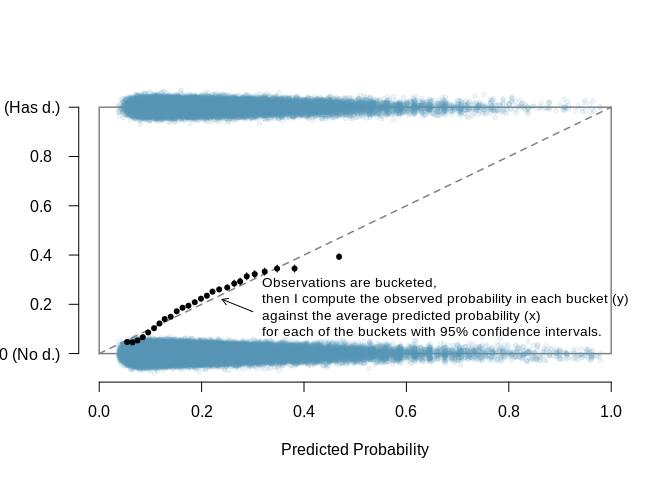 (Has d.)
0.8
0.6
0.4
0.2
0 (No d.)
Observations are bucketed,
then I compute the observed probability in each bucket (y)
against the average predicted probability (x)
for each of the buckets with 95% confidence intervals.
0.0 0.2 0.4 0.6 0.8 1.0
Predicted Probability